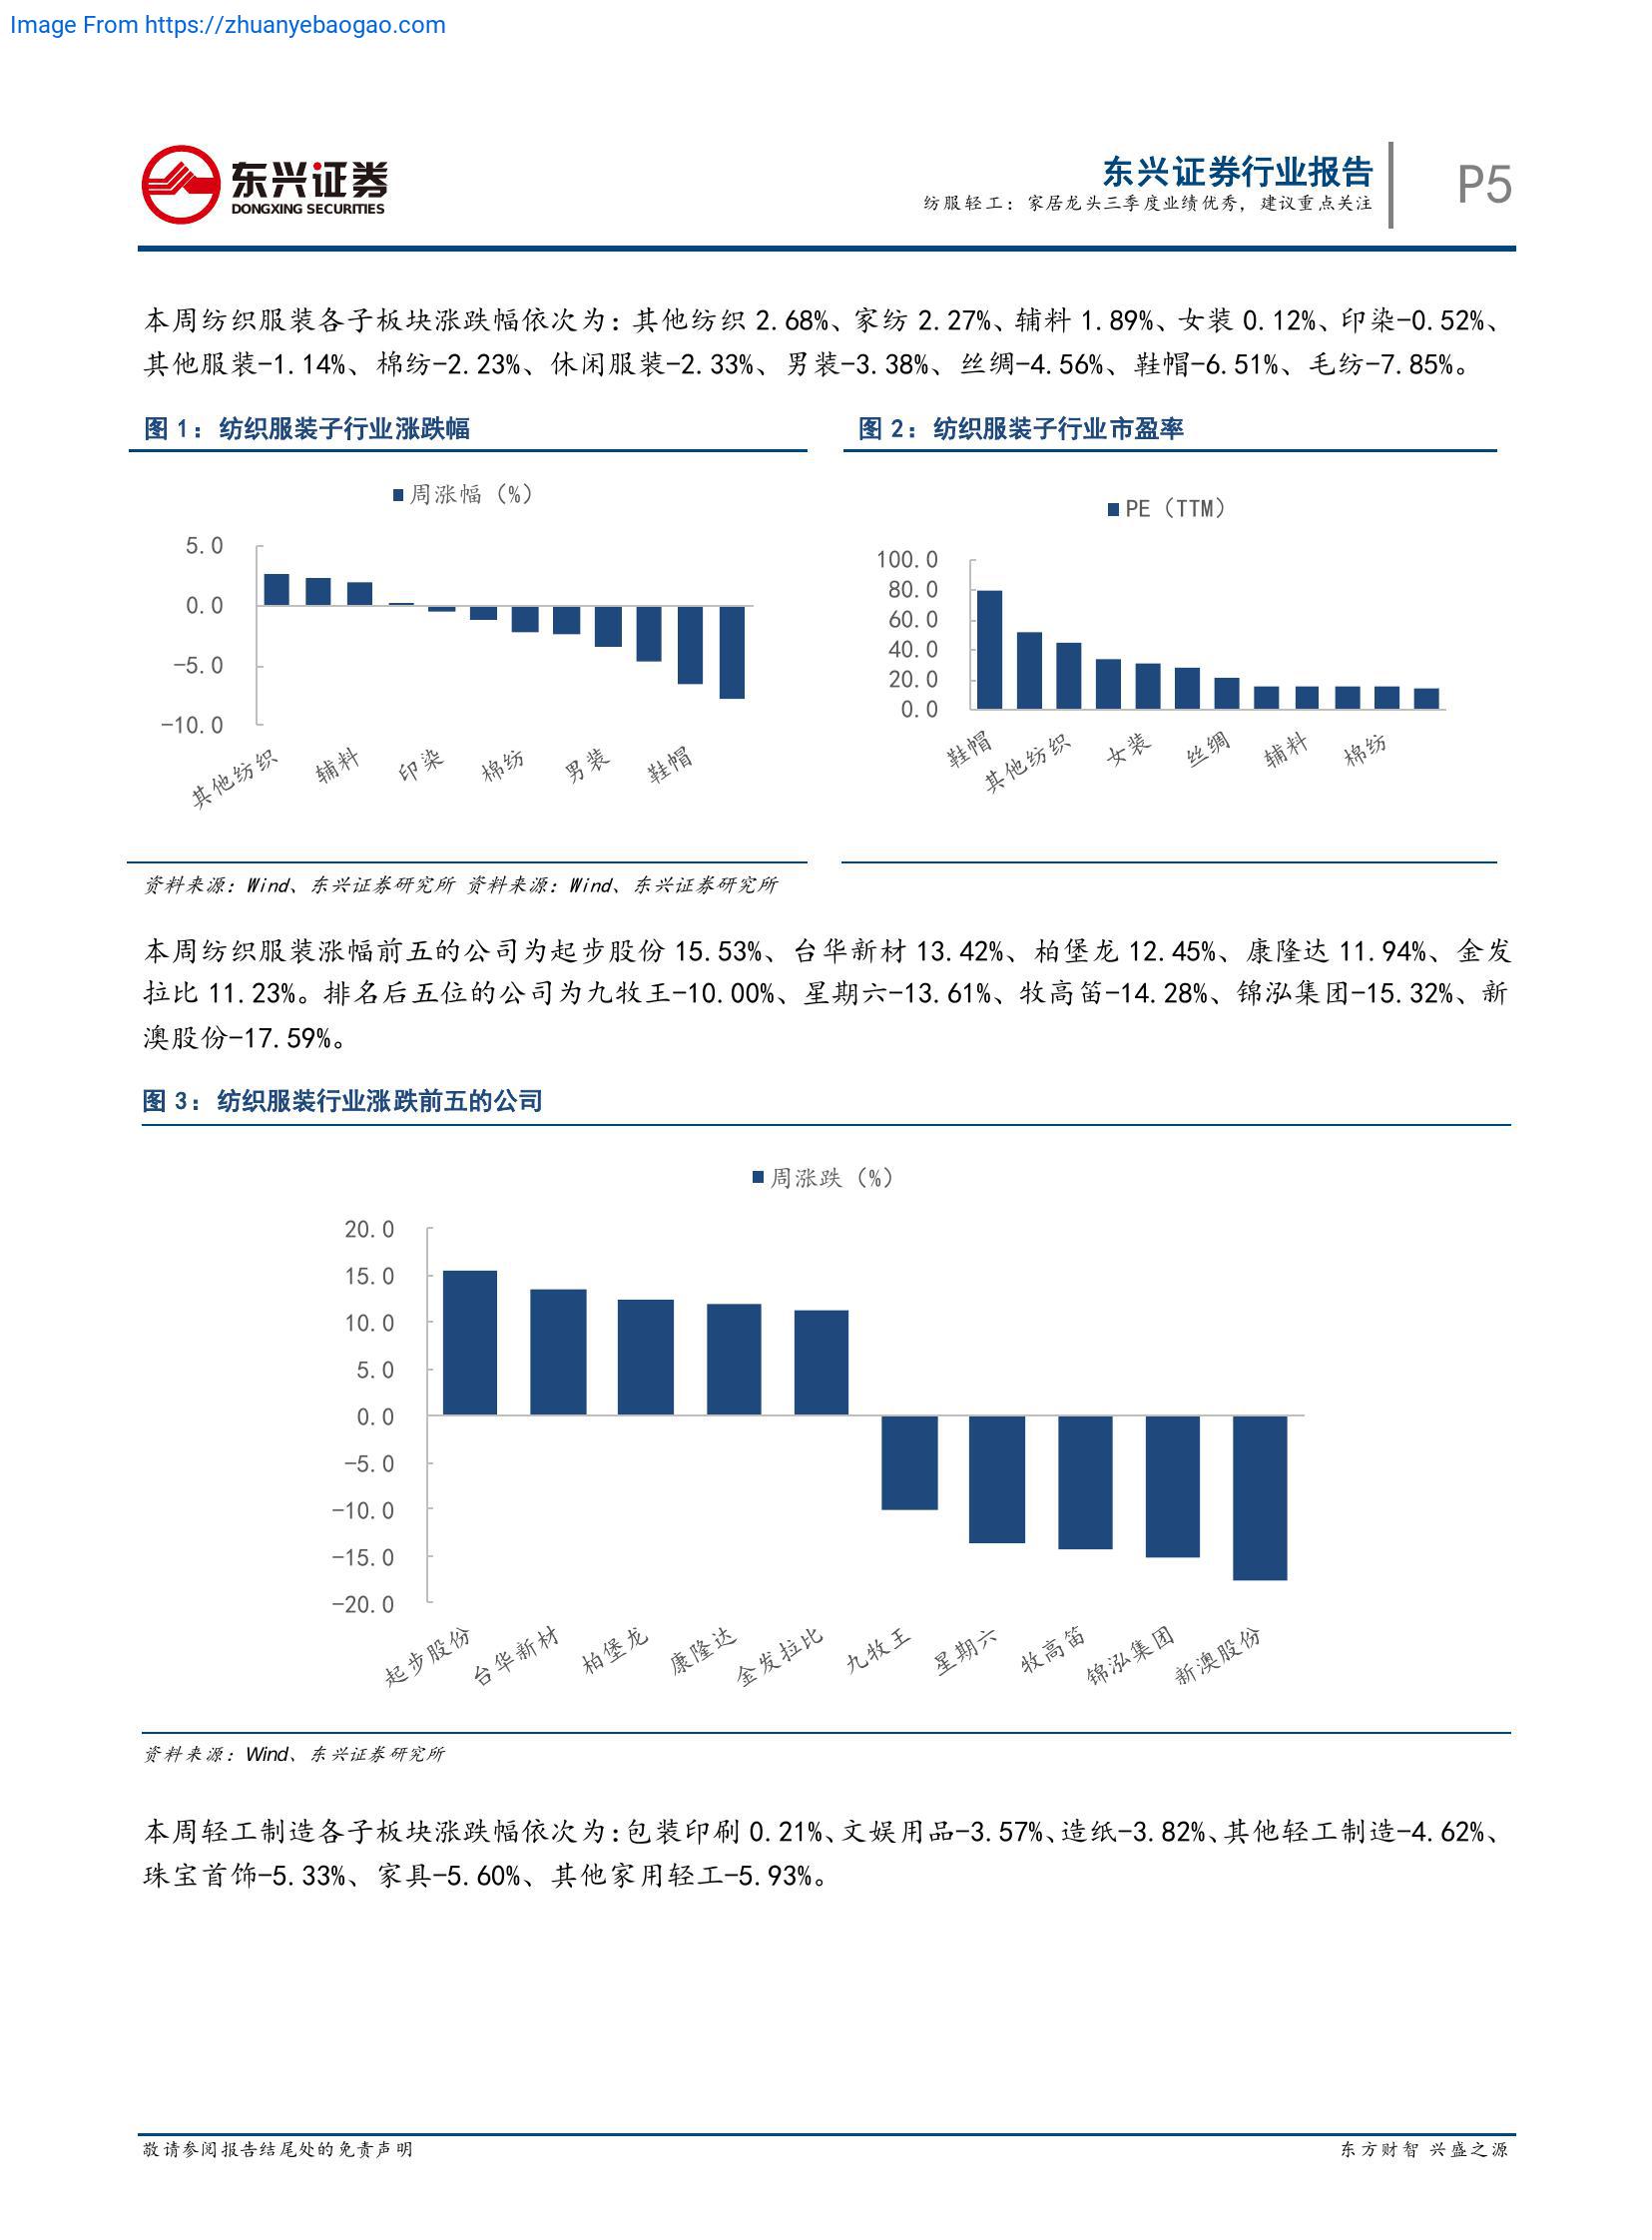 Image From https://zhuanyebaogao.com
东兴证券
DONGXING SECURITIES
东兴证券行业报告
纺服轻工：家居龙头三季度业绩优秀，建议重点关注
P5
本周纺织服装各子板块涨跌幅依次为：其他纺织 2.68%、家纺 2.27%、辅料 1.89%、女装 0.12%、印染-0.52%、
其他服装-1.14%、棉纺-2.23%、休闲服装-2.33%、男装-3.38%、丝绸-4.56%、鞋帽-6.51%、毛纺-7.85%。
图 1：纺织服装子行业涨跌幅
周涨幅（%）
5.0
0.0
-5.0
-10.0
其他纺织
辅料
印染
棉纺
男装
鞋帽
图 2：纺织服装子行业市盈率
PE（TTM）
100.0
80.0
60.0
40.0
20.0
0.0
鞋帽
其他纺织
女装
丝绸
辅料
棉纺
资料来源：Wind、东兴证券研究所 资料来源：Wind、东兴证券研究所
本周纺织服装涨幅前五的公司为起步股份 15.53%、台华新材 13.42%、柏堡龙 12.45%、康隆达 11.94%、金发
拉比 11.23%。排名后五位的公司为九牧王-10.00%、星期六-13.61%、牧高笛-14.28%、锦泓集团-15.32%、新
澳股份-17.59%。
图 3：纺织服装行业涨跌前五的公司
周涨跌（%）
20.0
15.0
10.0
5.0
0.0
-5.0
-10.0
-15.0
-20.0
起步股份
台华新材
柏堡龙
康隆达
金发拉比
九牧王
星期六
牧高笛
锦泓集团
新澳股份
资料来源：Wind、东兴证券研究所
本周轻工制造各子板块涨跌幅依次为：包装印刷 0.21%、文娱用品-3.57%、造纸-3.82%、其他轻工制造-4.62%、
珠宝首饰-5.33%、家具-5.60%、其他家用轻工-5.93%。
敬请参阅报告结尾处的免责声明
东方财智 兴盛之源